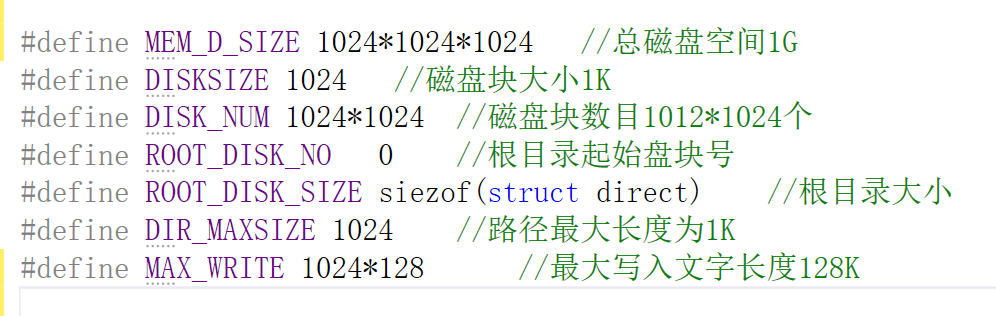 #define MEM_D_SIZE 1024*1024*1024 //总磁盘空间1G
#define DISKSIZE 1024 //磁盘块大小1K
#define DISK_NUM 1024*1024 //磁盘块数目1012*1024个
#define ROOT_DISK_NO 0 //根目录起始盘块号
#define ROOT_DISK_SIZE siezof(struct direct) //根目录大小
#define DIR_MAXSIZE 1024 //路径最大长度为1K
#define MAX_WRITE 1024*128 //最大写入文字长度128K